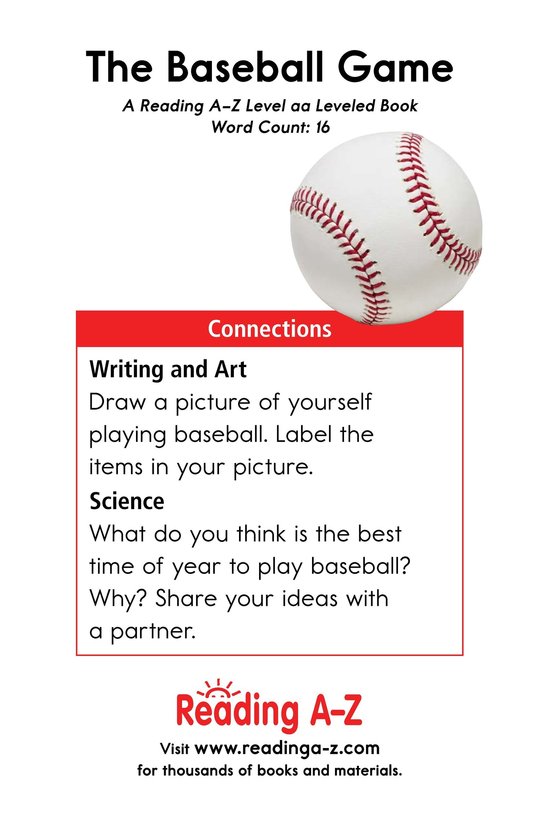 The Baseball Game
A Reading A–Z Level aa Leveled Book
Word Count: 16
Connections
Writing and Art
Draw a picture of yourself
playing baseball. Label the
items in your picture.
Science
What do you think is the best
time of year to play baseball?
Why? Share your ideas with
a partner.
Reading A–Z
Visit www.readinga-z.com
for thousands of books and materials.